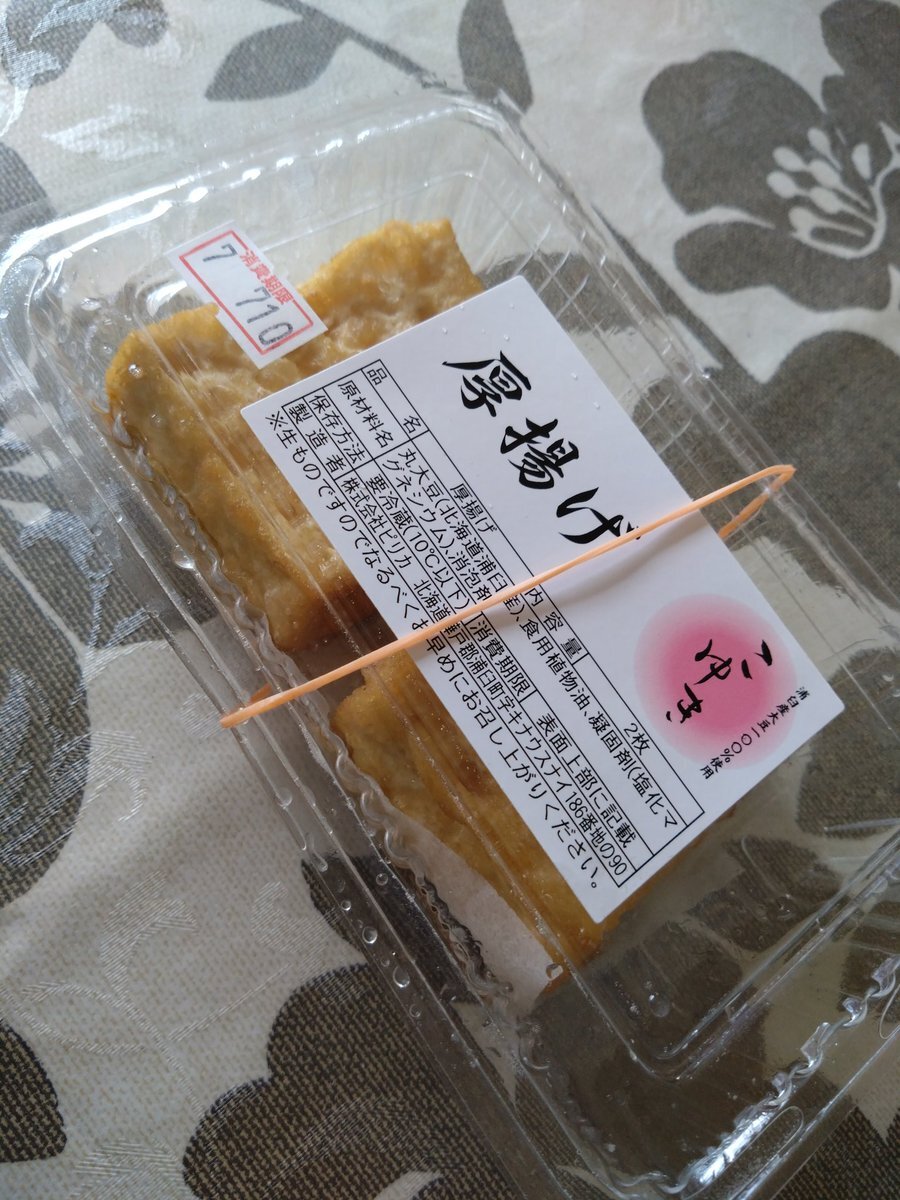 消費期限
7 710
厚揚げ
品 名 厚揚げ 内容量 2枚
原材料名 丸大豆(北海道浦臼産)、食用植物油、凝固剤(塩化マ
グネシウム)、消泡剤
保存方法 要冷蔵(10℃以下) 消費期限 表面上部に記載
製造者 株式会社ピリカ 北海道樺戸郡浦臼町字キナウスナイ186番地の90
※生ものですのでなるべくお早めにお召し上がりください。
こゆき
浦臼産大豆一〇〇%使用